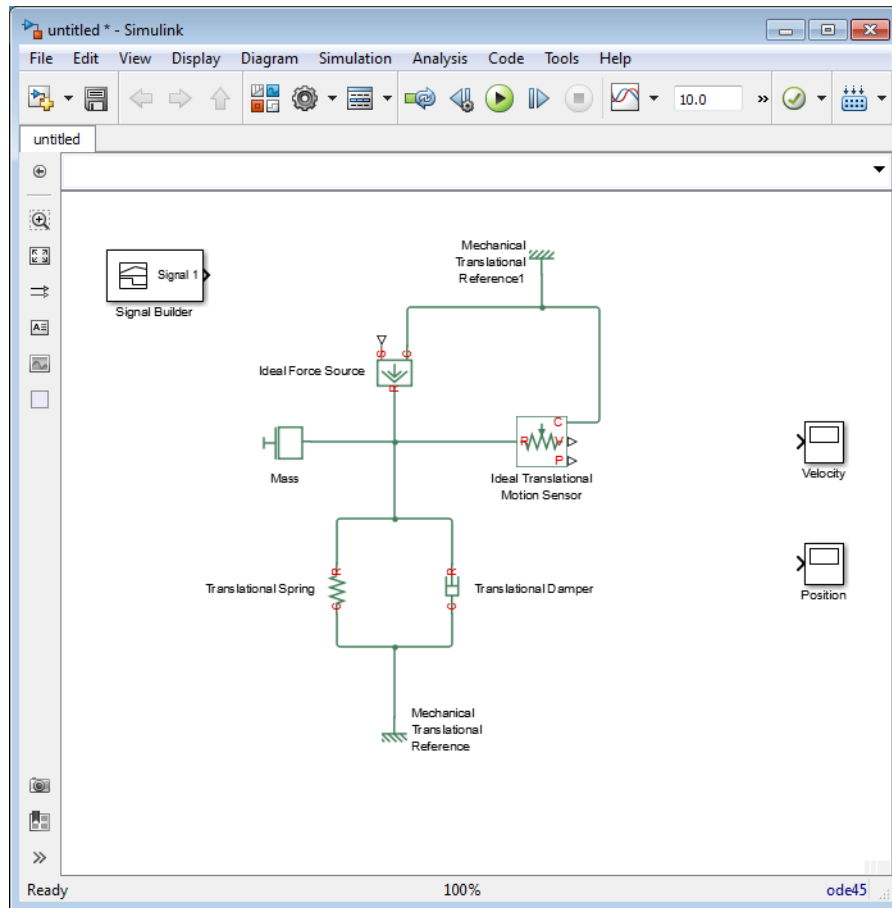 untitled * - Simulink
File Edit View Display Diagram Simulation Analysis Code Tools Help
10.0
»
untitled
Mechanical
Translational
Reference1
Signal 1
Signal Builder
S C
Ideal Force Source
R
C
R V
P
Mass
Ideal Translational
Motion Sensor
Velocity
R R
Translational Spring Translational Damper
C C
Position
Mechanical
Translational
Reference
»
Ready 100% ode45